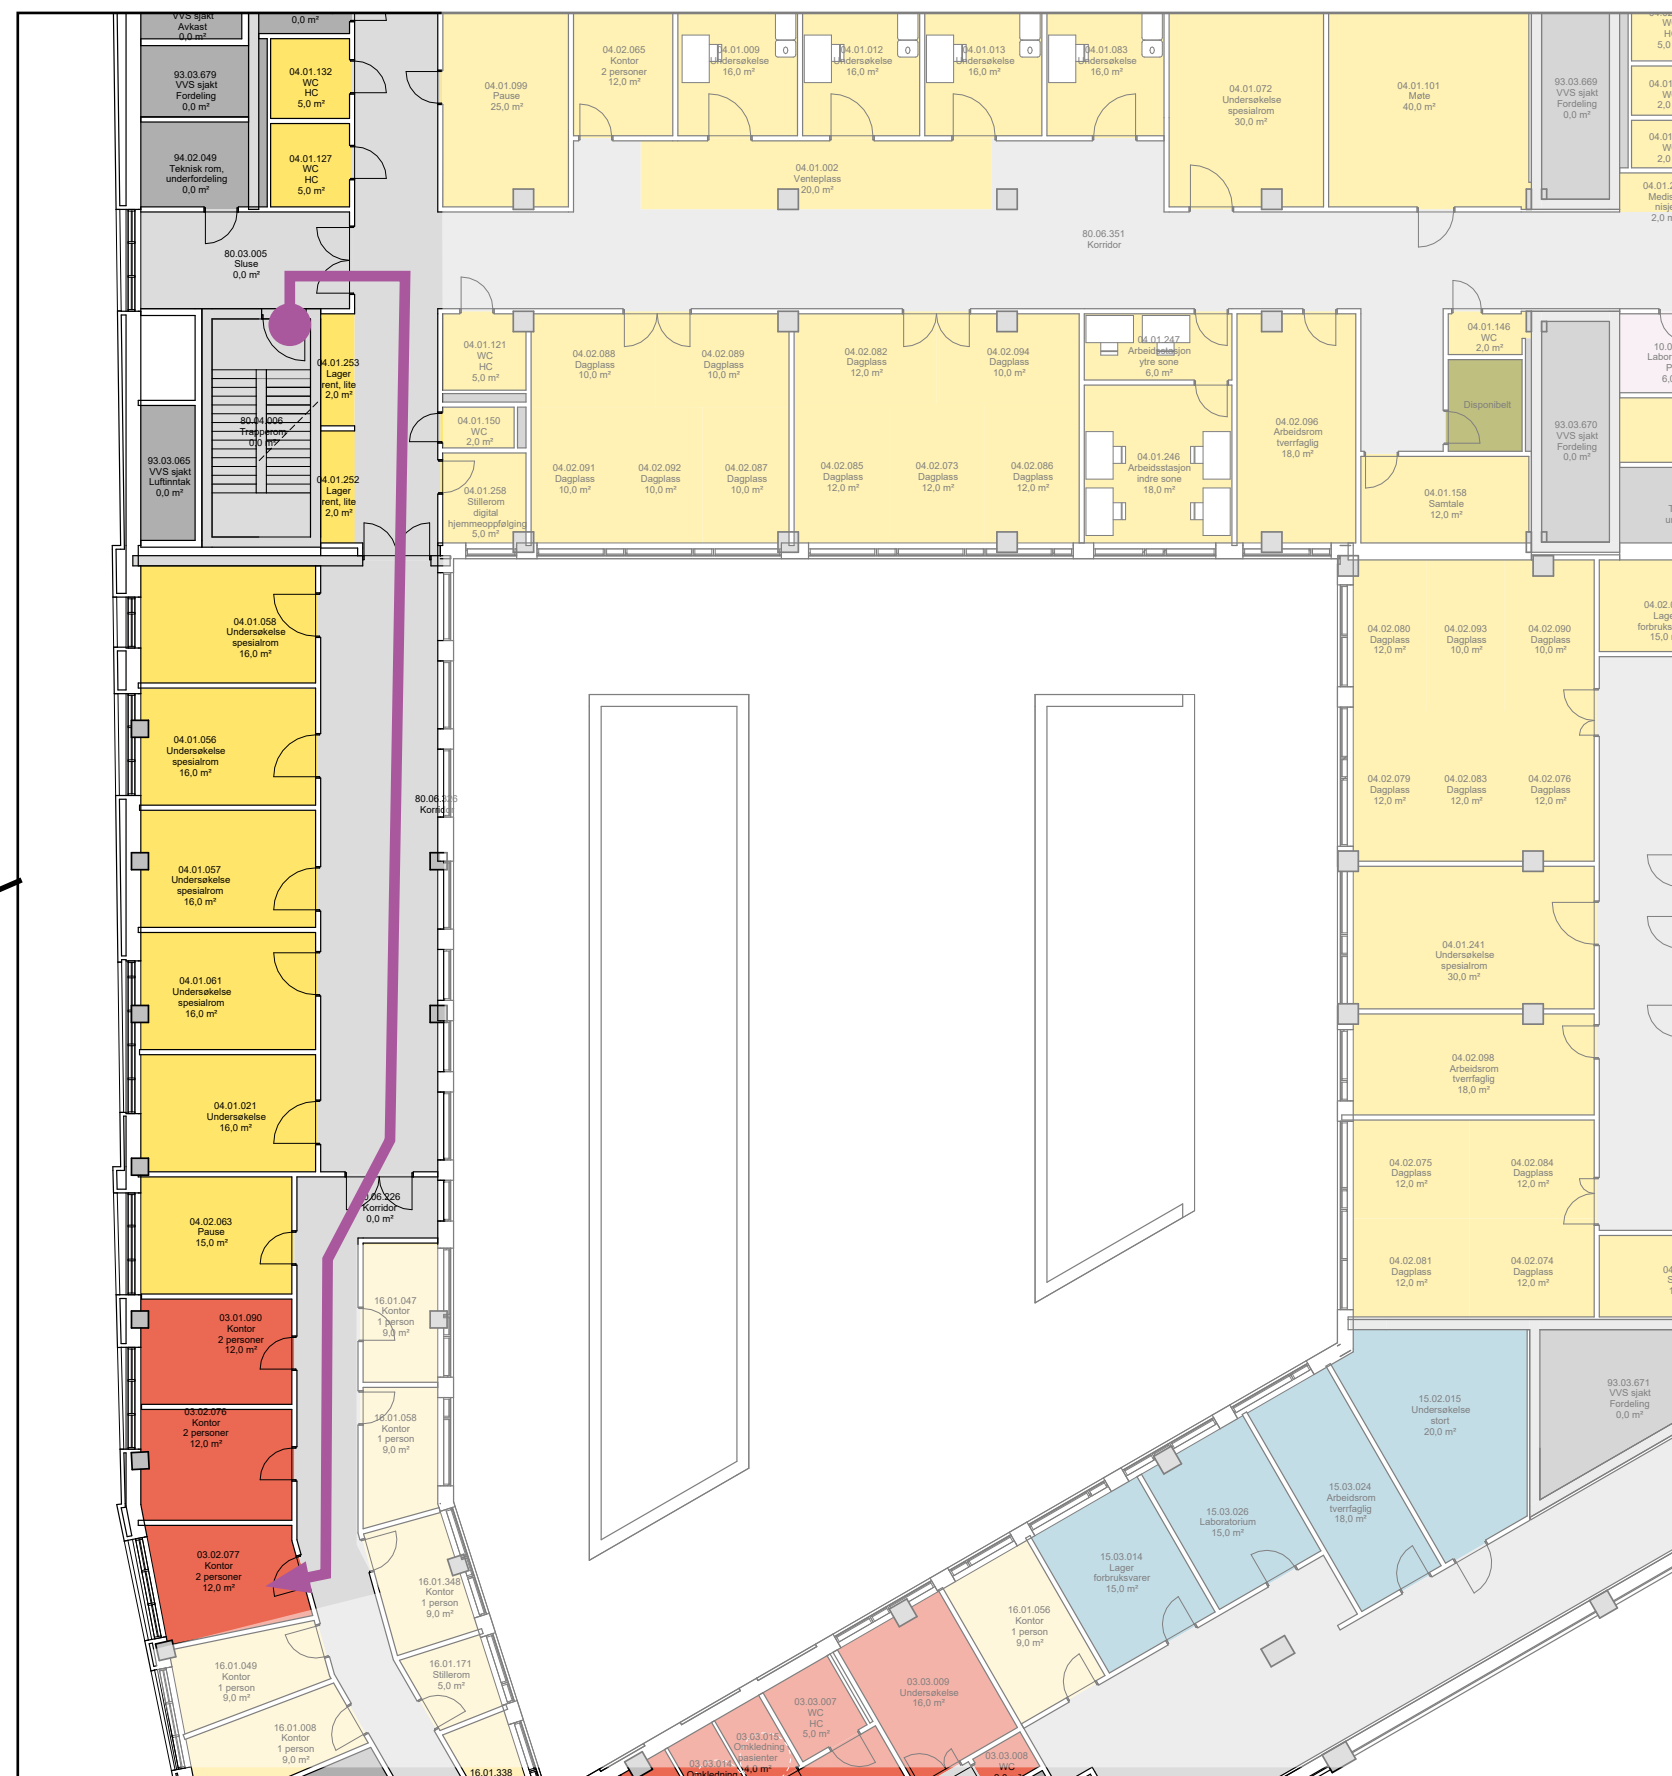 VVS sjakt
Avkast
0,0 m²
0,0 m²
93.03.679
VVS sjakt
Fordeling
0,0 m²
04.01.132
WC
HC
5,0 m²
94.02.049
Teknisk rom,
underfordeling
0,0 m²
04.01.127
WC
HC
5,0 m²
04.01.099
Pause
25,0 m²
04.02.065
Kontor
2 personer
12,0 m²
04.01.009
Undersøkelse
16,0 m²
04.01.012
Undersøkelse
16,0 m²
04.01.013
Undersøkelse
16,0 m²
04.01.083
Undersøkelse
16,0 m²
04.01.072
Undersøkelse
spesialrom
30,0 m²
04.01.101
Møte
40,0 m²
93.03.669
VVS sjakt
Fordeling
0,0 m²
04.01.002
Venteplass
20,0 m²
80.06.351
Korridor
80.03.005
Sluse
0,0 m²
04.01.253
Lager
rent, lite
2,0 m²
80.04.006
Trapperom
0,0 m²
04.01.252
Lager
rent, lite
2,0 m²
93.03.065
VVS sjakt
Luftinntak
0,0 m²
04.01.121
WC
HC
5,0 m²
04.01.150
WC
2,0 m²
04.01.258
Stillerom
digital
hjemmeoppfølging
5,0 m²
04.02.088
Dagplass
10,0 m²
04.02.089
Dagplass
10,0 m²
04.02.091
Dagplass
10,0 m²
04.02.092
Dagplass
10,0 m²
04.02.087
Dagplass
10,0 m²
04.02.082
Dagplass
12,0 m²
04.02.094
Dagplass
10,0 m²
04.02.085
Dagplass
12,0 m²
04.02.073
Dagplass
12,0 m²
04.02.086
Dagplass
12,0 m²
04.01.247
Arbeidsstasjon
ytre sone
6,0 m²
04.01.246
Arbeidsstasjon
indre sone
18,0 m²
04.02.096
Arbeidsrom
tverrfaglig
18,0 m²
04.01.146
WC
2,0 m²
Disponibelt
04.01.158
Samtale
12,0 m²
93.03.670
VVS sjakt
Fordeling
0,0 m²
04.01.058
Undersøkelse
spesialrom
16,0 m²
04.01.056
Undersøkelse
spesialrom
16,0 m²
80.06.326
Korridor
04.01.057
Undersøkelse
spesialrom
16,0 m²
04.01.061
Undersøkelse
spesialrom
16,0 m²
04.01.021
Undersøkelse
16,0 m²
04.02.063
Pause
15,0 m²
06.226
Korridor
0,0 m²
03.01.090
Kontor
2 personer
12,0 m²
03.02.076
Kontor
2 personer
12,0 m²
03.02.077
Kontor
2 personer
12,0 m²
16.01.047
Kontor
1 person
9,0 m²
16.01.058
Kontor
1 person
9,0 m²
16.01.348
Kontor
1 person
9,0 m²
16.01.171
Stillerom
5,0 m²
16.01.049
Kontor
1 person
9,0 m²
16.01.008
Kontor
1 person
9,0 m²
16.01.338
04.02.080
Dagplass
12,0 m²
04.02.093
Dagplass
10,0 m²
04.02.090
Dagplass
10,0 m²
04.02.079
Dagplass
12,0 m²
04.02.083
Dagplass
12,0 m²
04.02.076
Dagplass
12,0 m²
04.01.241
Undersøkelse
spesialrom
30,0 m²
04.02.098
Arbeidsrom
tverrfaglig
18,0 m²
04.02.075
Dagplass
12,0 m²
04.02.084
Dagplass
12,0 m²
04.02.081
Dagplass
12,0 m²
04.02.074
Dagplass
12,0 m²
15.02.015
Undersøkelse
stort
20,0 m²
93.03.671
VVS sjakt
Fordeling
0,0 m²
15.03.024
Arbeidsrom
tverrfaglig
18,0 m²
15.03.026
Laboratorium
15,0 m²
15.03.014
Lager
forbruksvarer
15,0 m²
16.01.056
Kontor
1 person
9,0 m²
03.03.009
Undersøkelse
16,0 m²
03.03.007
WC
HC
5,0 m²
03.03.015
Omkledning
pasienter
4,0 m²
03.03.014
Omkledning
03.03.008
WC